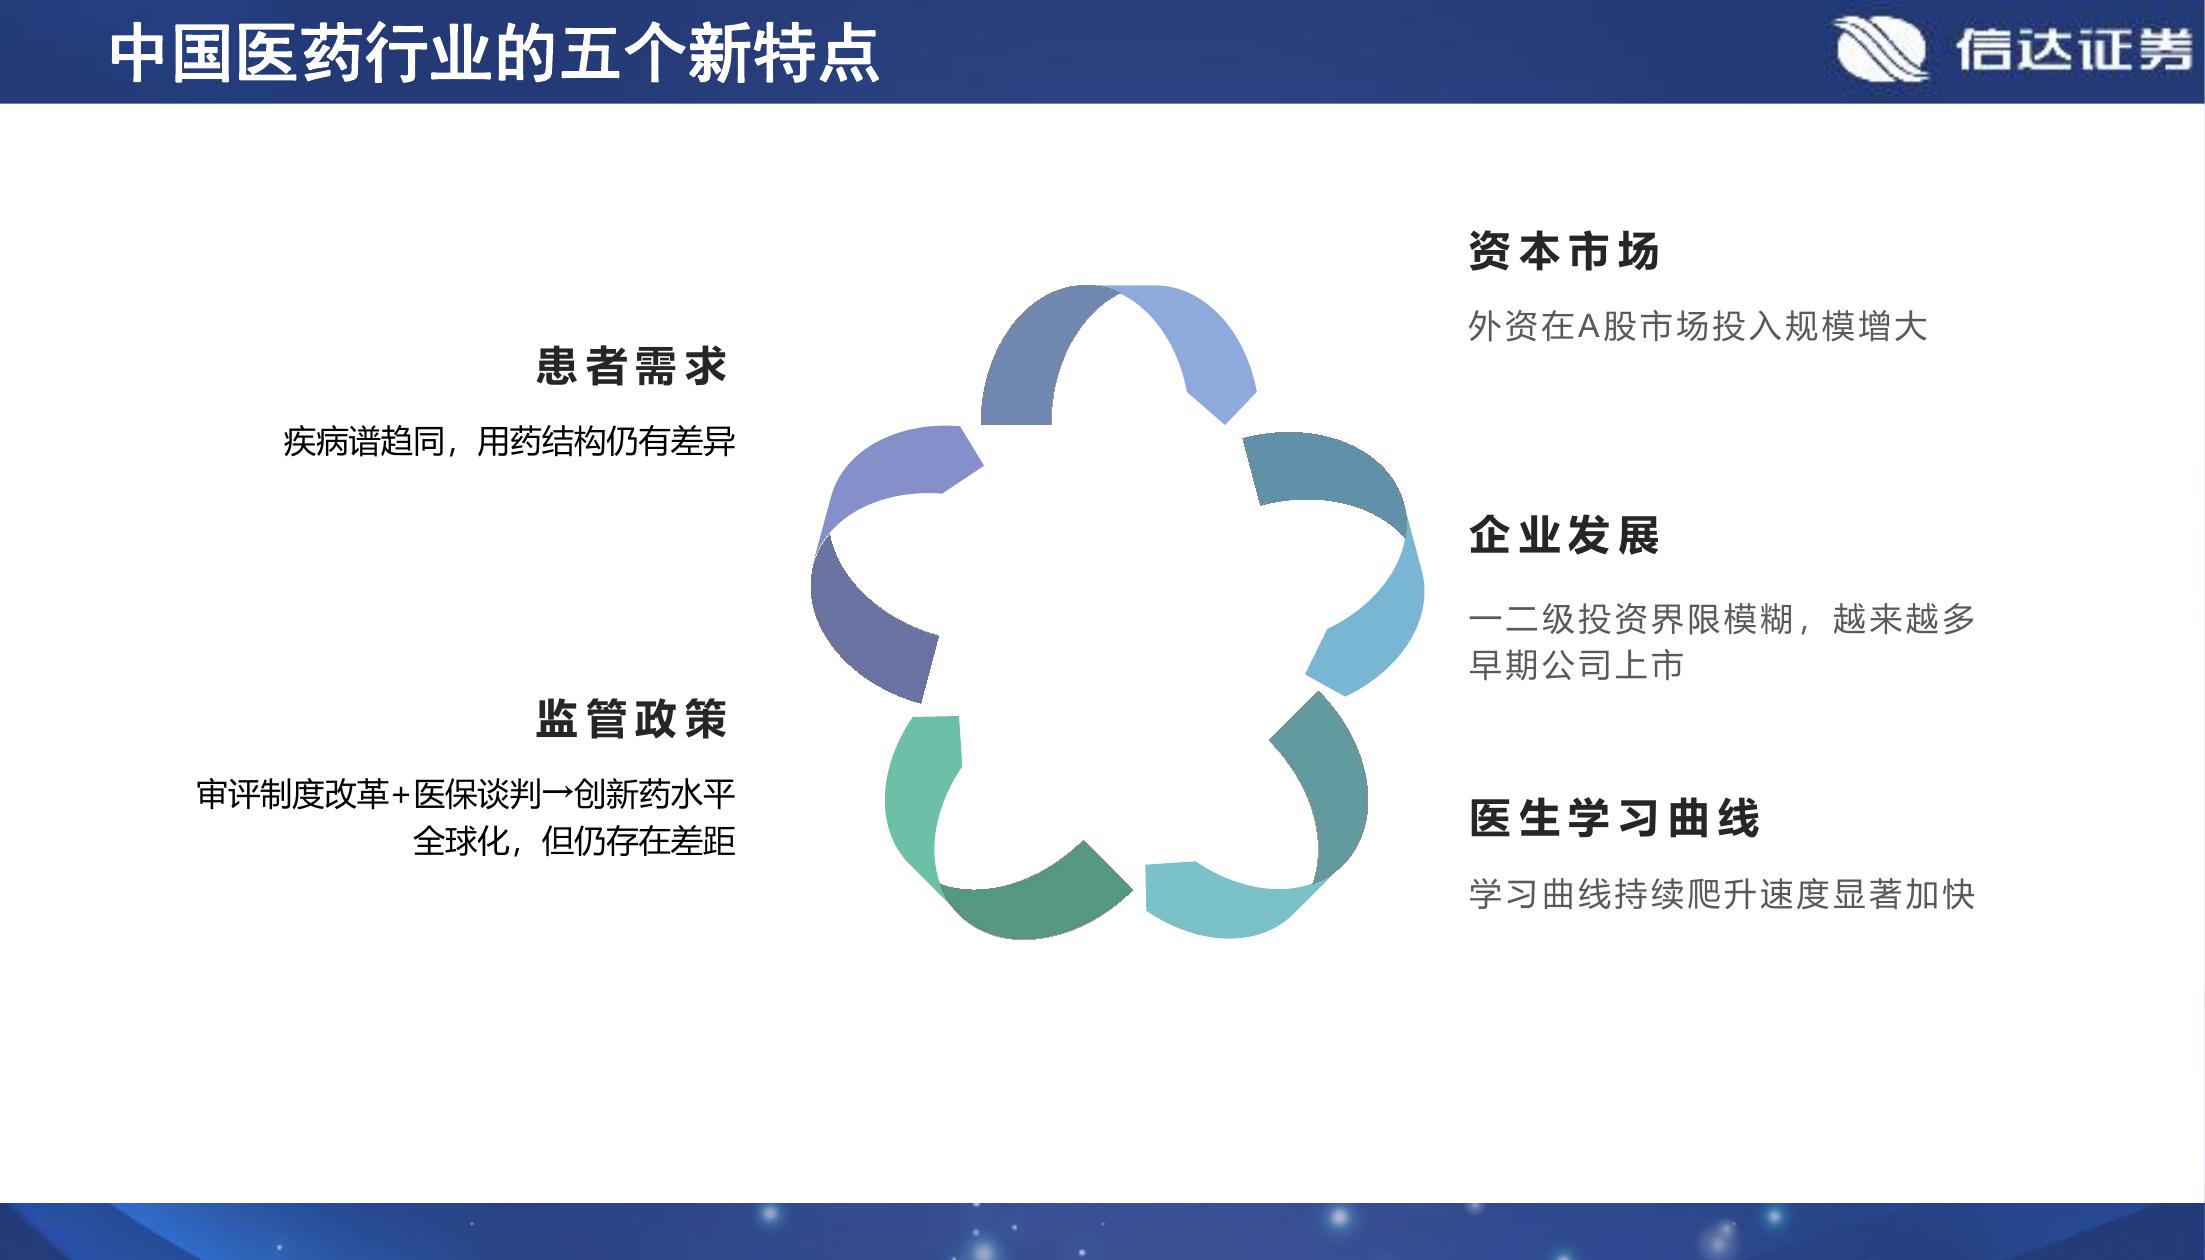 中国医药行业的五个新特点
信达证券
资本市场
外资在A股市场投入规模增大
患者需求
疾病谱趋同，用药结构仍有差异
企业发展
一二级投资界限模糊，越来越多
早期公司上市
监管政策
审评制度改革+医保谈判→创新药水平
全球化，但仍存在差距
医生学习曲线
学习曲线持续爬升速度显著加快